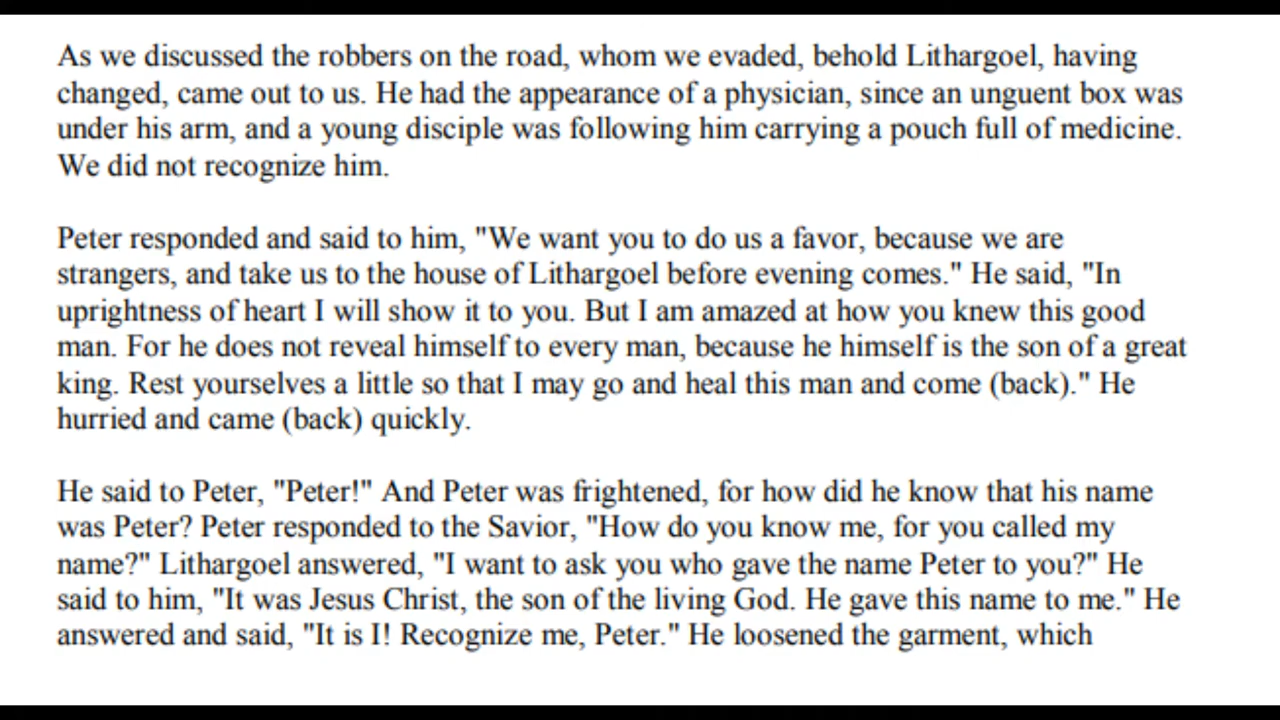 As we discussed the robbers on the road, whom we evaded, behold Lithargoel, having
changed, came out to us. He had the appearance of a physician, since an unguent box was
under his arm, and a young disciple was following him carrying a pouch full of medicine.
We did not recognize him.
Peter responded and said to him, "We want you to do us a favor, because we are
strangers, and take us to the house of Lithargoel before evening comes." He said, "In
uprightness of heart I will show it to you. But I am amazed at how you knew this good
man. For he does not reveal himself to every man, because he himself is the son of a great
king. Rest yourselves a little so that I may go and heal this man and come (back)." He
hurried and came (back) quickly.
He said to Peter, "Peter!" And Peter was frightened, for how did he know that his name
was Peter? Peter responded to the Savior, "How do you know me, for you called my
name?" Lithargoel answered, "I want to ask you who gave the name Peter to you?" He
said to him, "It was Jesus Christ, the son of the living God. He gave this name to me." He
answered and said, "It is I! Recognize me, Peter." He loosened the garment, which